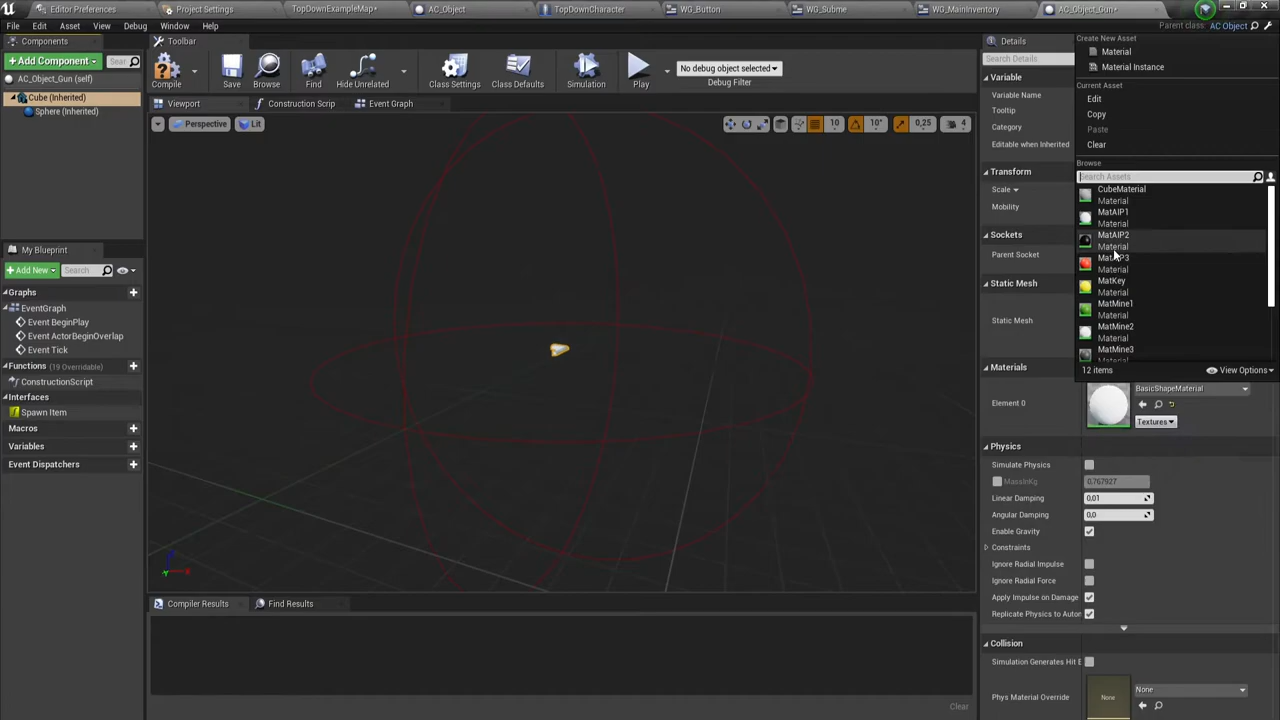 Editor Preferences
Project Settings
TopDownExampleMap*
AC_Object
TopDownCharacter
WG_Button
WG_Subme
WG_MainInventory
AC_Object_Gun*
File Edit Asset View Debug Window Help
Parent class: AC Object
Components
+Add Component
Search
AC_Object_Gun (self)
Cube (Inherited)
Sphere (Inherited)
Toolbar
Compile
Save
Browse
Find
Hide Unrelated
Class Settings
Class Defaults
Simulation
Play
No debug object selected
Debug Filter
Viewport
Construction Scrip
Event Graph
Perspective
Lit
10
10°
0,25
4
My Blueprint
+Add New
Search
Graphs
EventGraph
Event BeginPlay
Event ActorBeginOverlap
Event Tick
Functions (19 Overridable)
ConstructionScript
Interfaces
Spawn Item
Macros
Variables
Event Dispatchers
Compiler Results
Find Results
Clear
Details
Search Details
Variable
Variable Name
Tooltip
Category
Editable when Inherited
Transform
Scale
Mobility
Sockets
Parent Socket
Static Mesh
Static Mesh
Materials
Element 0
BasicShapeMaterial
Textures
Physics
Simulate Physics
MassInKg
0,767927
Linear Damping
0,01
Angular Damping
0,0
Enable Gravity
Constraints
Ignore Radial Impulse
Ignore Radial Force
Apply Impulse on Damage
Replicate Physics to Auton
Collision
Simulation Generates Hit E
Phys Material Override
None
None
Create New Asset
Material
Material Instance
Current Asset
Edit
Copy
Paste
Clear
Browse
Search Assets
CubeMaterial
Material
MatAIP1
Material
MatAIP2
Material
Material
MatKey
Material
MatMine1
Material
MatMine2
Material
MatMine3
Material
12 items
View Options